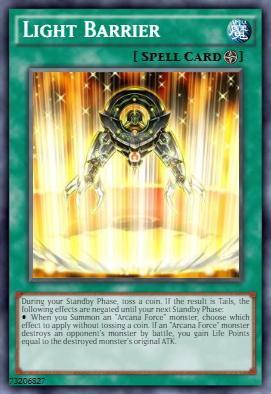 Light Barrier
[ Spell Card ]
During your Standby Phase, toss a coin. If the result is Tails, the
following effects are negated until your next Standby Phase:
● When you Summon an "Arcana Force" monster, choose which
effect to apply without tossing a coin. If an "Arcana Force" monster
destroys an opponent's monster by battle, you gain Life Points
equal to the destroyed monster's original ATK.
73206827